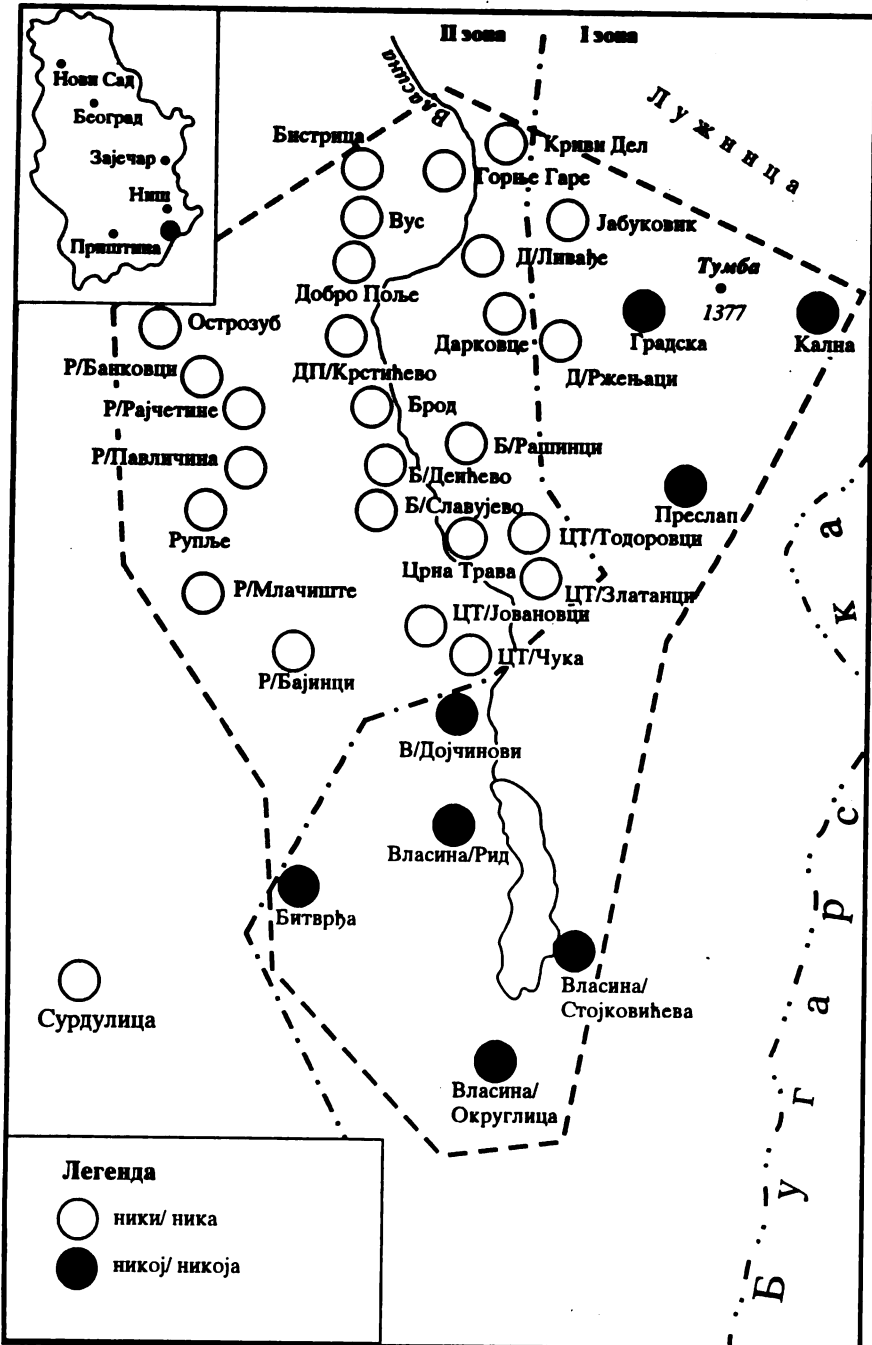 II зона
I зона
Власина
Лужница
Нови Сад
Београд
Зајечар
Ниш
Приштина
Бистрица
Криви Дел
Горње Гаре
Вус
Јабуковик
Д/Ливађе
Добро Поље
Тумба
1377
Острозуб
Дарковце
Градска
Кална
Р/Банковци
ДП/Крстићево
Д/Ржењаци
Р/Рајчетине
Брод
Б/Рашинци
Р/Павличина
Б/Деићево
Б/Славујево
Преслап
Рупље
ЦТ/Тодоровци
Црна Трава
Р/Млачиште
ЦТ/Златанци
ЦТ/Јовановци
ЦТ/Чука
Р/Бајинци
В/Дојчинови
Власина/Рид
Битврђа
Власина/
Стојковићева
Сурдулица
Власина/
Округлица
Бугарска
Легенда
ники/ ника
никој/ никоја